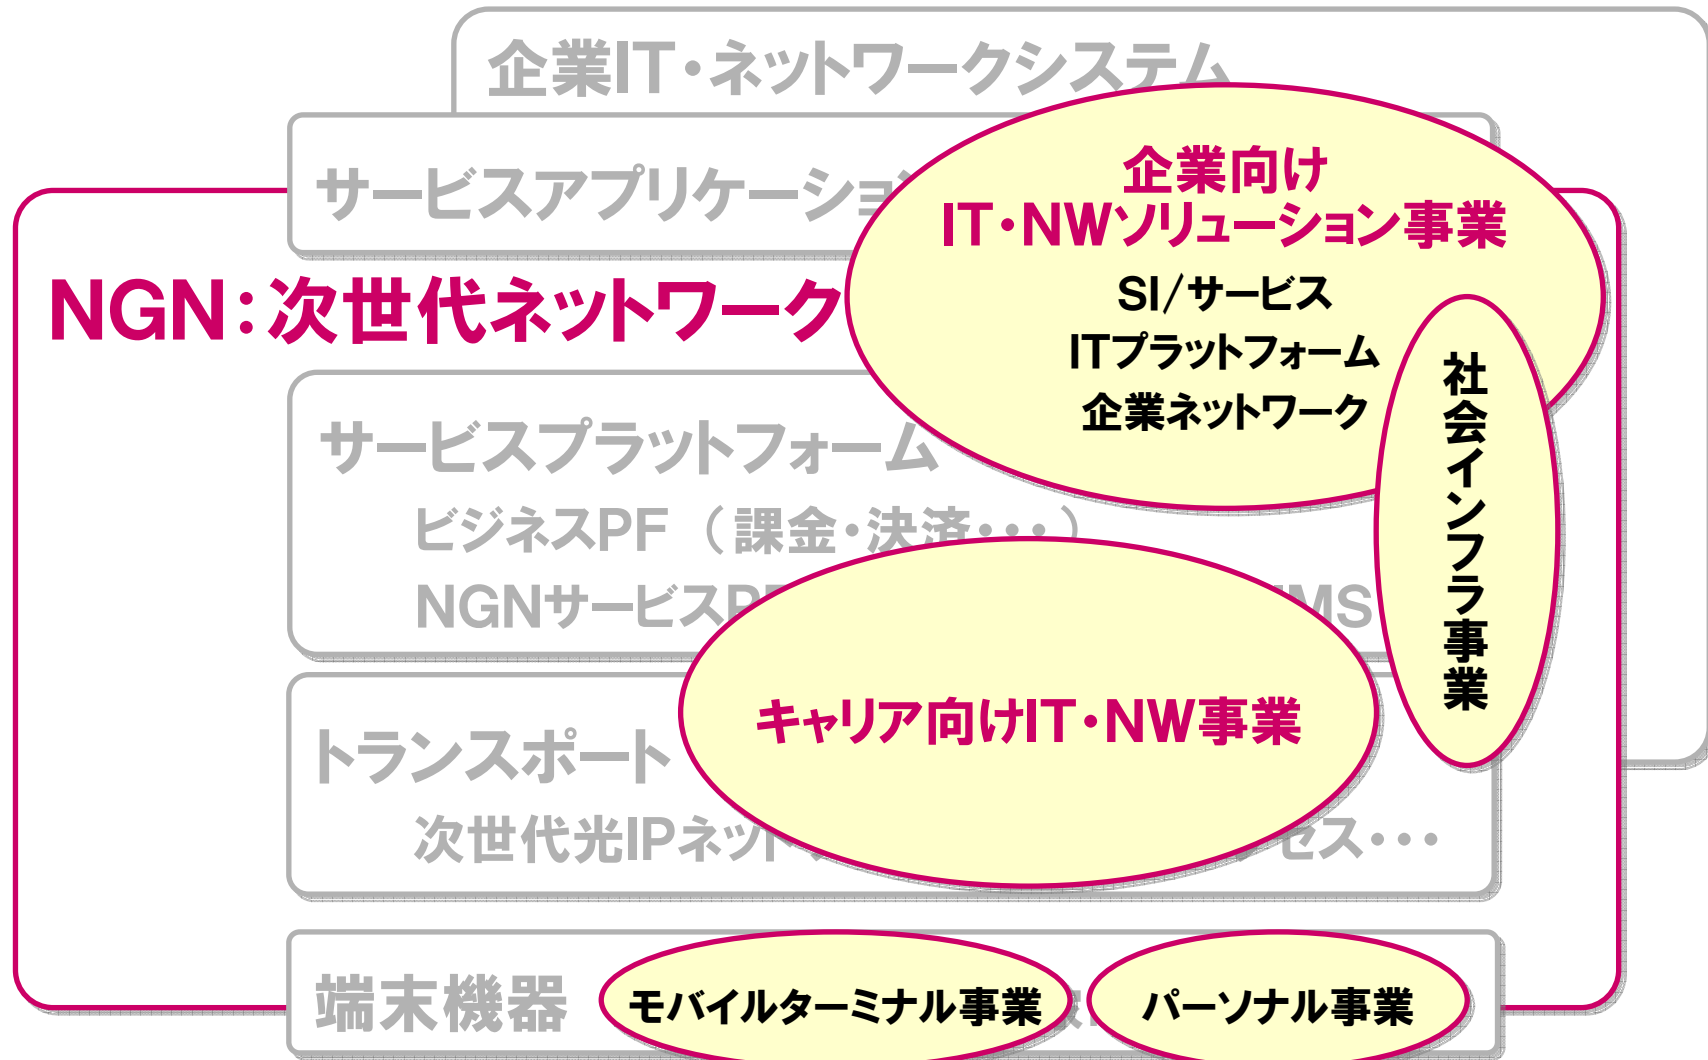 企業IT・ネットワークシステム
サービスアプリケーション
企業向け
IT・NWソリューション事業
SI/サービス
ITプラットフォーム
企業ネットワーク
NGN：次世代ネットワーク
社会インフラ事業
サービスプラットフォーム
ビジネスPF （課金・決済・・・）
NGNサービスPF
トランスポート
キャリア向けIT・NW事業
次世代光IPネット
セス・・・
端末機器
モバイルターミナル事業
パーソナル事業